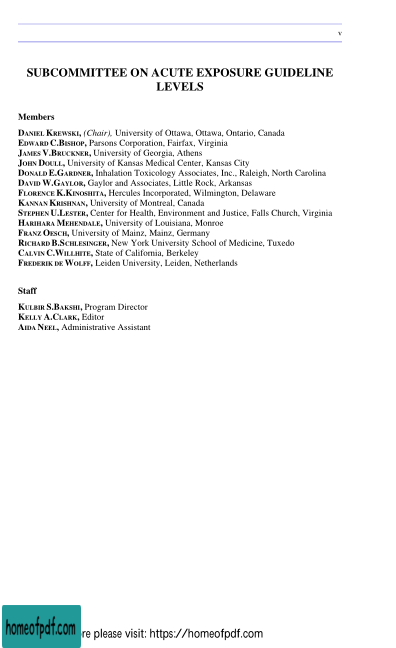 v
SUBCOMMITTEE ON ACUTE EXPOSURE GUIDELINE
LEVELS
Members
DANIEL KREWSKI, (Chair), University of Ottawa, Ottawa, Ontario, Canada
EDWARD C.BISHOP, Parsons Corporation, Fairfax, Virginia
JAMES V.BRUCKNER, University of Georgia, Athens
JOHN DOULL, University of Kansas Medical Center, Kansas City
DONALD E.GARDNER, Inhalation Toxicology Associates, Inc., Raleigh, North Carolina
DAVID W.GAYLOR, Gaylor and Associates, Little Rock, Arkansas
FLORENCE K.KINOSHITA, Hercules Incorporated, Wilmington, Delaware
KANNAN KRISHNAN, University of Montreal, Canada
STEPHEN U.LESTER, Center for Health, Environment and Justice, Falls Church, Virginia
HARIHARA MEHENDALE, University of Louisiana, Monroe
FRANZ OESCH, University of Mainz, Mainz, Germany
RICHARD B.SCHLESINGER, New York University School of Medicine, Tuxedo
CALVIN C.WILLHITE, State of California, Berkeley
FREDERIK DE WOLFF, Leiden University, Leiden, Netherlands
Staff
KULBIR S.BAKSHI, Program Director
KELLY A.CLARK, Editor
AIDA NEEL, Administrative Assistant
homeofpdf.com re please visit: https://homeofpdf.com